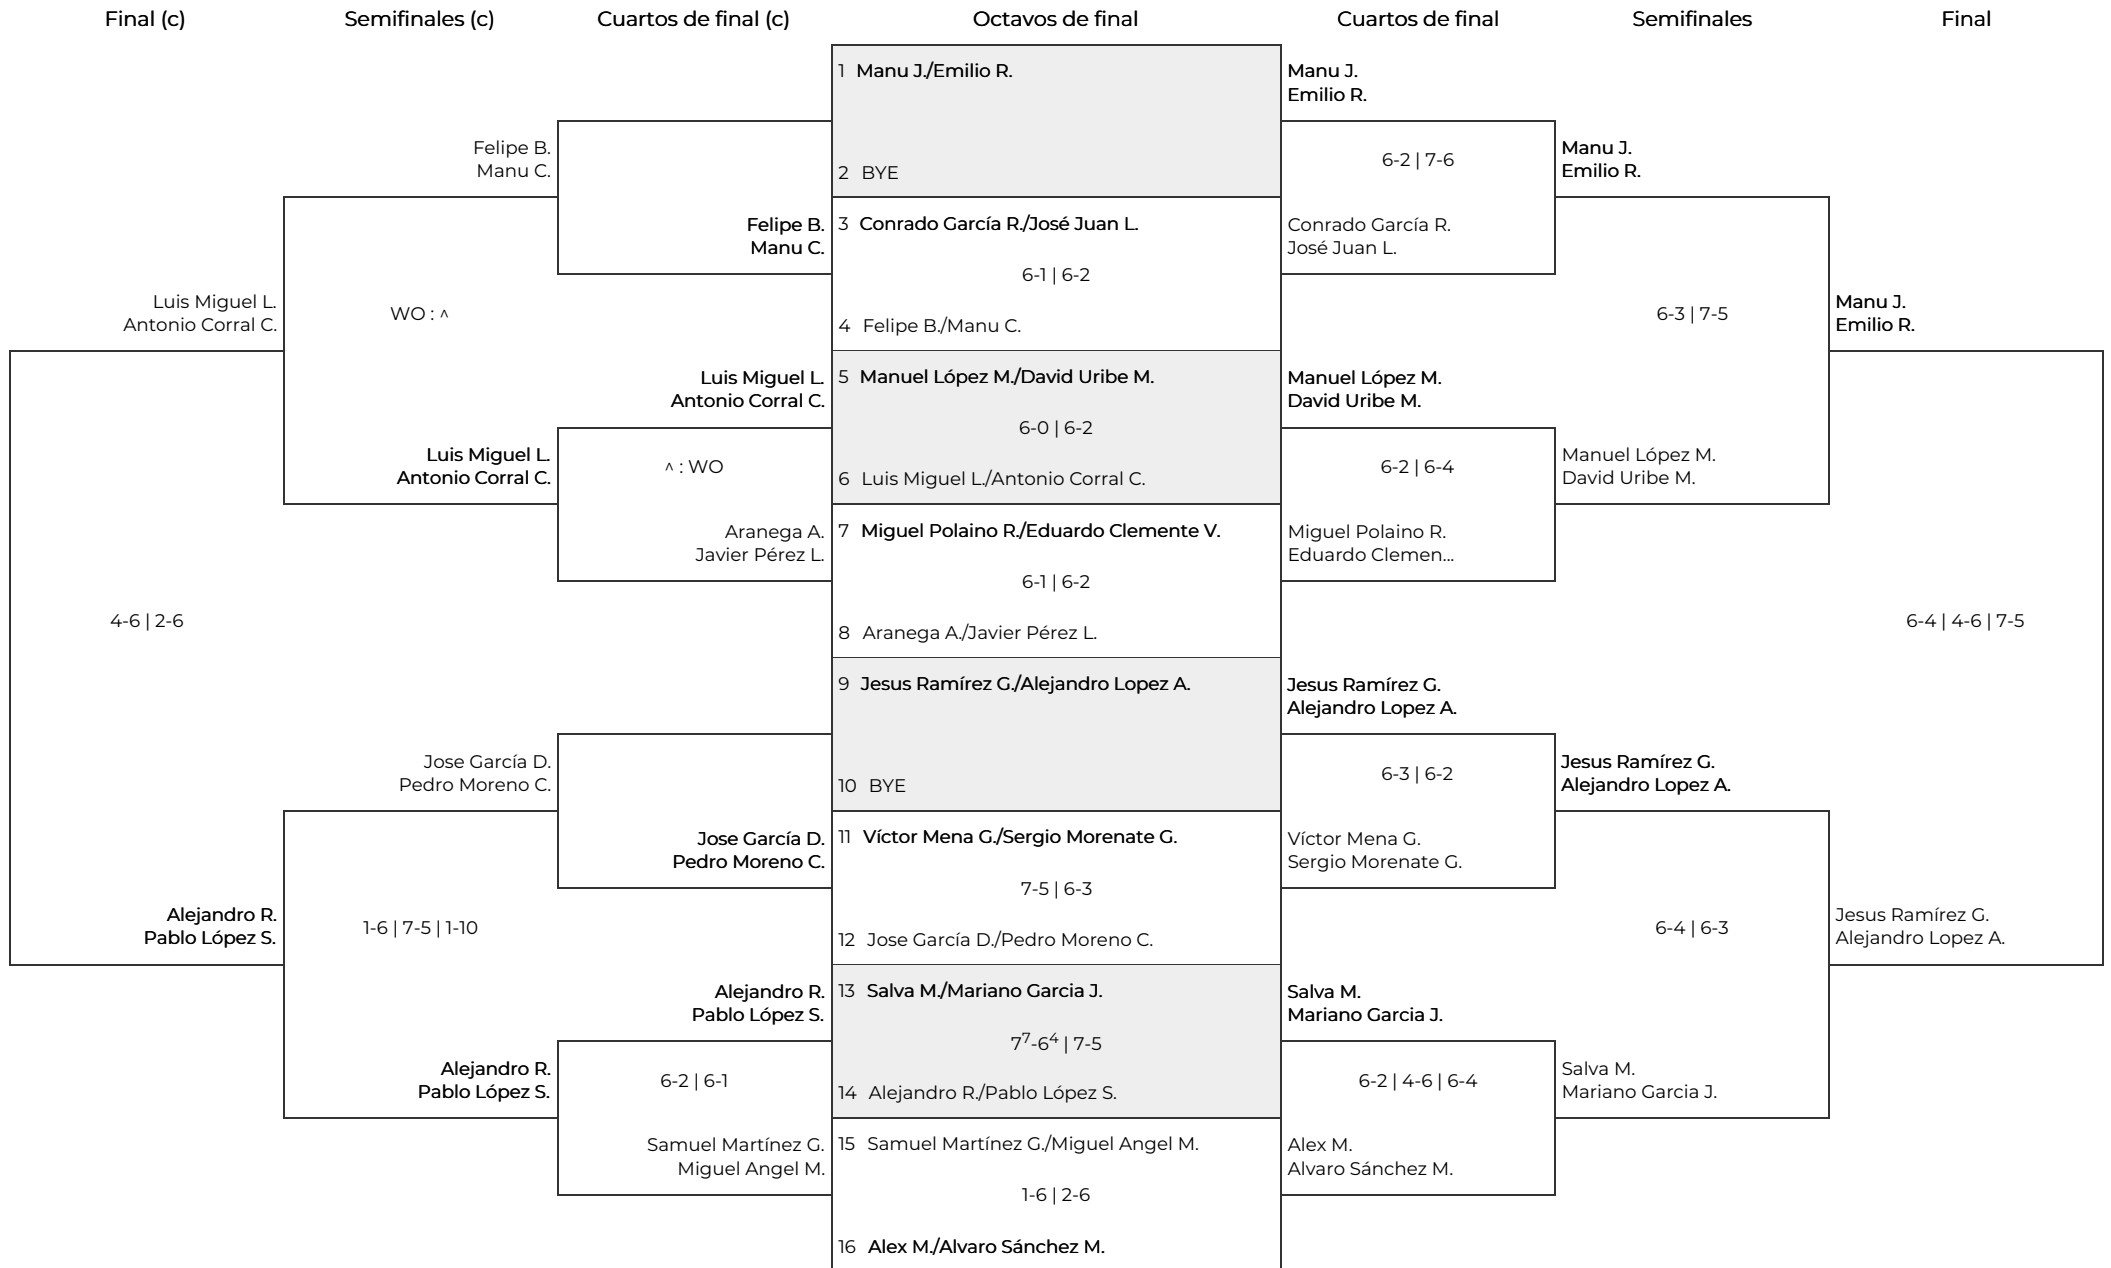 Final (c) Semifinales (c) Cuartos de final (c) Octavos de final Cuartos de final Semifinales Final
1 Manu J./Emilio R.
2 BYE
3 Conrado García R./José Juan L.
6-1 | 6-2
4 Felipe B./Manu C.
5 Manuel López M./David Uribe M.
6-0 | 6-2
6 Luis Miguel L./Antonio Corral C.
7 Miguel Polaino R./Eduardo Clemente V.
6-1 | 6-2
8 Aranega A./Javier Pérez L.
9 Jesus Ramírez G./Alejandro Lopez A.
10 BYE
11 Víctor Mena G./Sergio Morenate G.
7-5 | 6-3
12 Jose García D./Pedro Moreno C.
13 Salva M./Mariano Garcia J.
7⁷-6⁴ | 7-5
14 Alejandro R./Pablo López S.
15 Samuel Martínez G./Miguel Angel M.
1-6 | 2-6
16 Alex M./Alvaro Sánchez M.
Manu J.
Emilio R.
6-2 | 7-6
Conrado García R.
José Juan L.
Manuel López M.
David Uribe M.
6-2 | 6-4
Miguel Polaino R.
Eduardo Clemen...
Jesus Ramírez G.
Alejandro Lopez A.
6-3 | 6-2
Víctor Mena G.
Sergio Morenate G.
Salva M.
Mariano Garcia J.
6-2 | 4-6 | 6-4
Alex M.
Alvaro Sánchez M.
Manu J.
Emilio R.
6-3 | 7-5
Manuel López M.
David Uribe M.
Jesus Ramírez G.
Alejandro Lopez A.
6-4 | 6-3
Salva M.
Mariano Garcia J.
Manu J.
Emilio R.
6-4 | 4-6 | 7-5
Jesus Ramírez G.
Alejandro Lopez A.
Felipe B.
Manu C.
Luis Miguel L.
Antonio Corral C.
^ : WO
Aranega A.
Javier Pérez L.
Jose García D.
Pedro Moreno C.
Alejandro R.
Pablo López S.
6-2 | 6-1
Samuel Martínez G.
Miguel Angel M.
Felipe B.
Manu C.
WO : ^
Luis Miguel L.
Antonio Corral C.
Jose García D.
Pedro Moreno C.
1-6 | 7-5 | 1-10
Alejandro R.
Pablo López S.
Luis Miguel L.
Antonio Corral C.
4-6 | 2-6
Alejandro R.
Pablo López S.